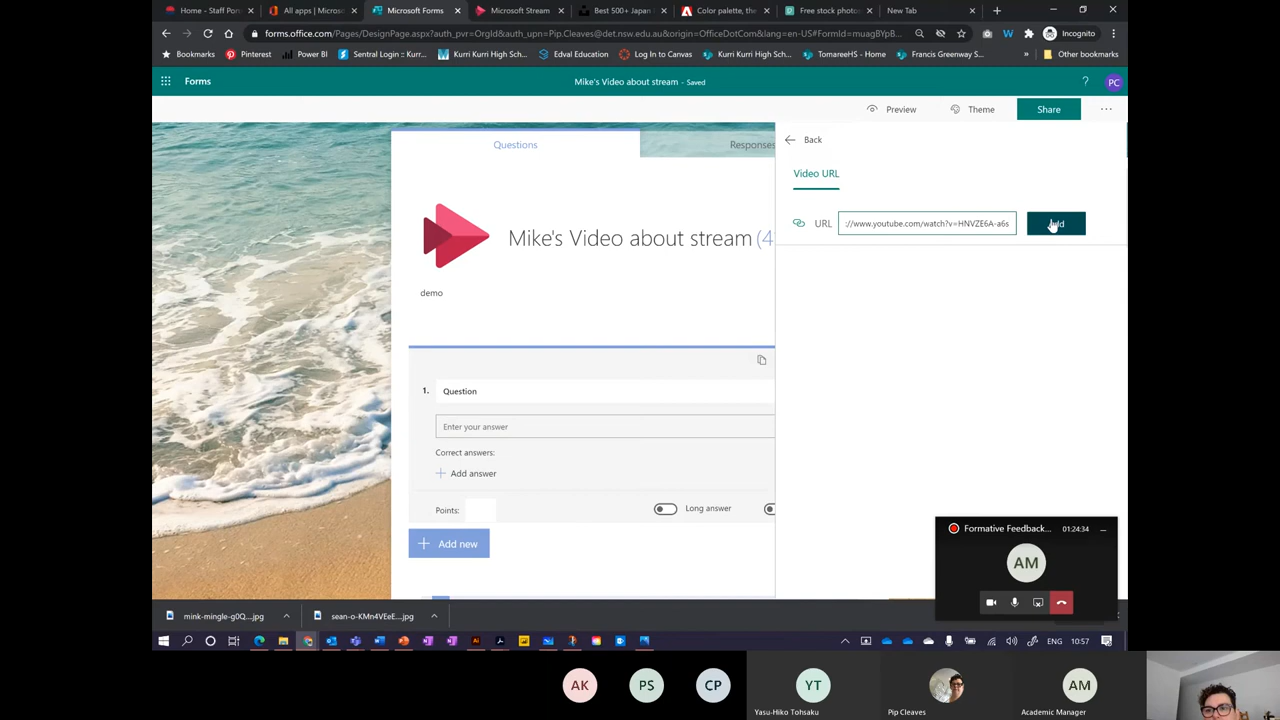 Home - Staff Pors
All apps | Microso
Microsoft Forms
Microsoft Stream
Best 500+ Japan
Color palette, the
Free stock photos
New Tab
forms.office.com/Pages/DesignPage.aspx?auth_pvr=OrgId&auth_upn=Pip.Cleaves@det.nsw.edu.au&origin=OfficeDotCom&lang=en-US&FormId=muagBYpB...
Incognito
Bookmarks
Pinterest
Power BI
Sentral Login :: Kurri...
Kurri Kurri High Sch...
Edval Education
Log In to Canvas
Kurri Kurri High Sch...
TomareeHS - Home
Francis Greenway S...
»
Other bookmarks
Forms
Mike's Video about stream - Saved
?
PC
Preview
Theme
Share
...
Questions
Responses
Back
Video URL
URL
://www.youtube.com/watch?v=HNVZE6A-a6s
Mike's Video about stream (4
demo
1.
Question
Enter your answer
Correct answers:
Add answer
Points:
Long answer
Add new
Formative Feedback...
01:24:34
AM
mink-mingle-g0Q....jpg
sean-o-KMn4VEeE....jpg
ENG
10:57
AK
PS
CP
YT
Yasu-Hiko Tohsaku
Pip Cleaves
AM
Academic Manager